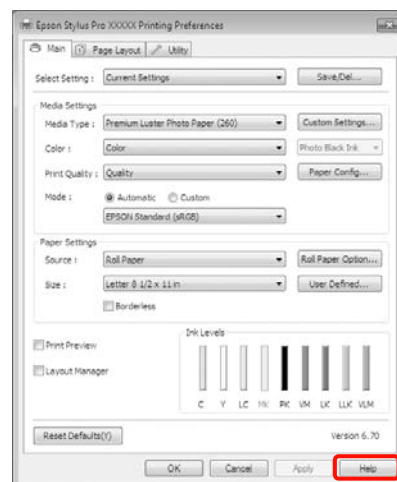 Epson Stylus Pro XXXXX Printing Preferences
Main Page Layout Utility
Select Setting : Current Settings Save/Del...
Media Settings
Media Type : Premium Luster Photo Paper (260) Custom Settings...
Color : Color Photo Black Ink
Print Quality : Quality Paper Config...
Mode : Automatic Custom
EPSON Standard (sRGB)
Paper Settings
Source : Roll Paper Roll Paper Option...
Size : Letter 8 1/2 x 11 in User Defined...
Borderless
Ink Levels
Print Preview
Layout Manager
C Y LC MK PK VM LK LLK VLM
Reset Defaults(Y) Version 6.70
OK Cancel Apply Help